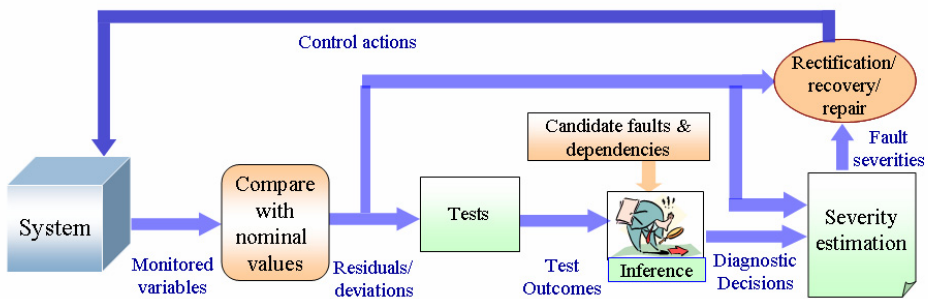 Control actions
Rectification/
recovery/
repair
Candidate faults &
dependencies
Fault
severities
System
Compare
with
nominal
values
Tests
Inference
Severity
estimation
Monitored
variables
Residuals/
deviations
Test
Outcomes
Diagnostic
Decisions